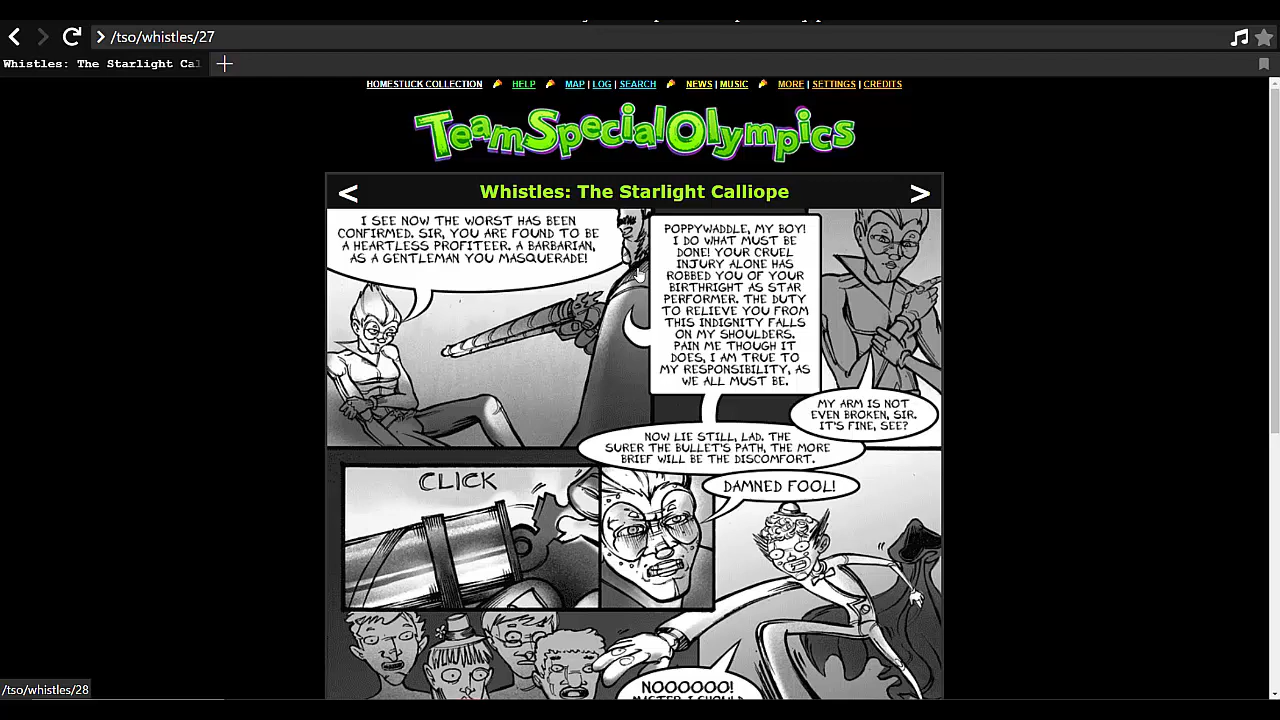 /tso/whistles/27
Whistles: The Starlight Cal
HOMESTUCK COLLECTION HELP MAP | LOG | SEARCH NEWS | MUSIC MORE | SETTINGS | CREDITS
TeamSpecialOlympics
< Whistles: The Starlight Calliope >
I SEE NOW THE WORST HAS BEEN
CONFIRMED. SIR, YOU ARE FOUND TO BE
A HEARTLESS PROFITEER. A BARBARIAN,
AS A GENTLEMAN YOU MASQUERADE!
POPPYWADDLE, MY BOY!
I DO WHAT MUST BE
DONE! YOUR CRUEL
INJURY ALONE HAS
ROBBED YOU OF YOUR
BIRTHRIGHT AS STAR
PERFORMER. THE DUTY
TO RELIEVE YOU FROM
THIS INDIGNITY FALLS
ON MY SHOULDERS.
PAIN ME THOUGH IT
DOES, I AM TRUE TO
MY RESPONSIBILITY, AS
WE ALL MUST BE.
MY ARM IS NOT
EVEN BROKEN, SIR.
IT'S FINE, SEE?
NOW LIE STILL, LAD. THE
SURER THE BULLET'S PATH, THE MORE
BRIEF WILL BE THE DISCOMFORT.
CLICK
DAMNED FOOL!
NOOOOOO!
/tso/whistles/28